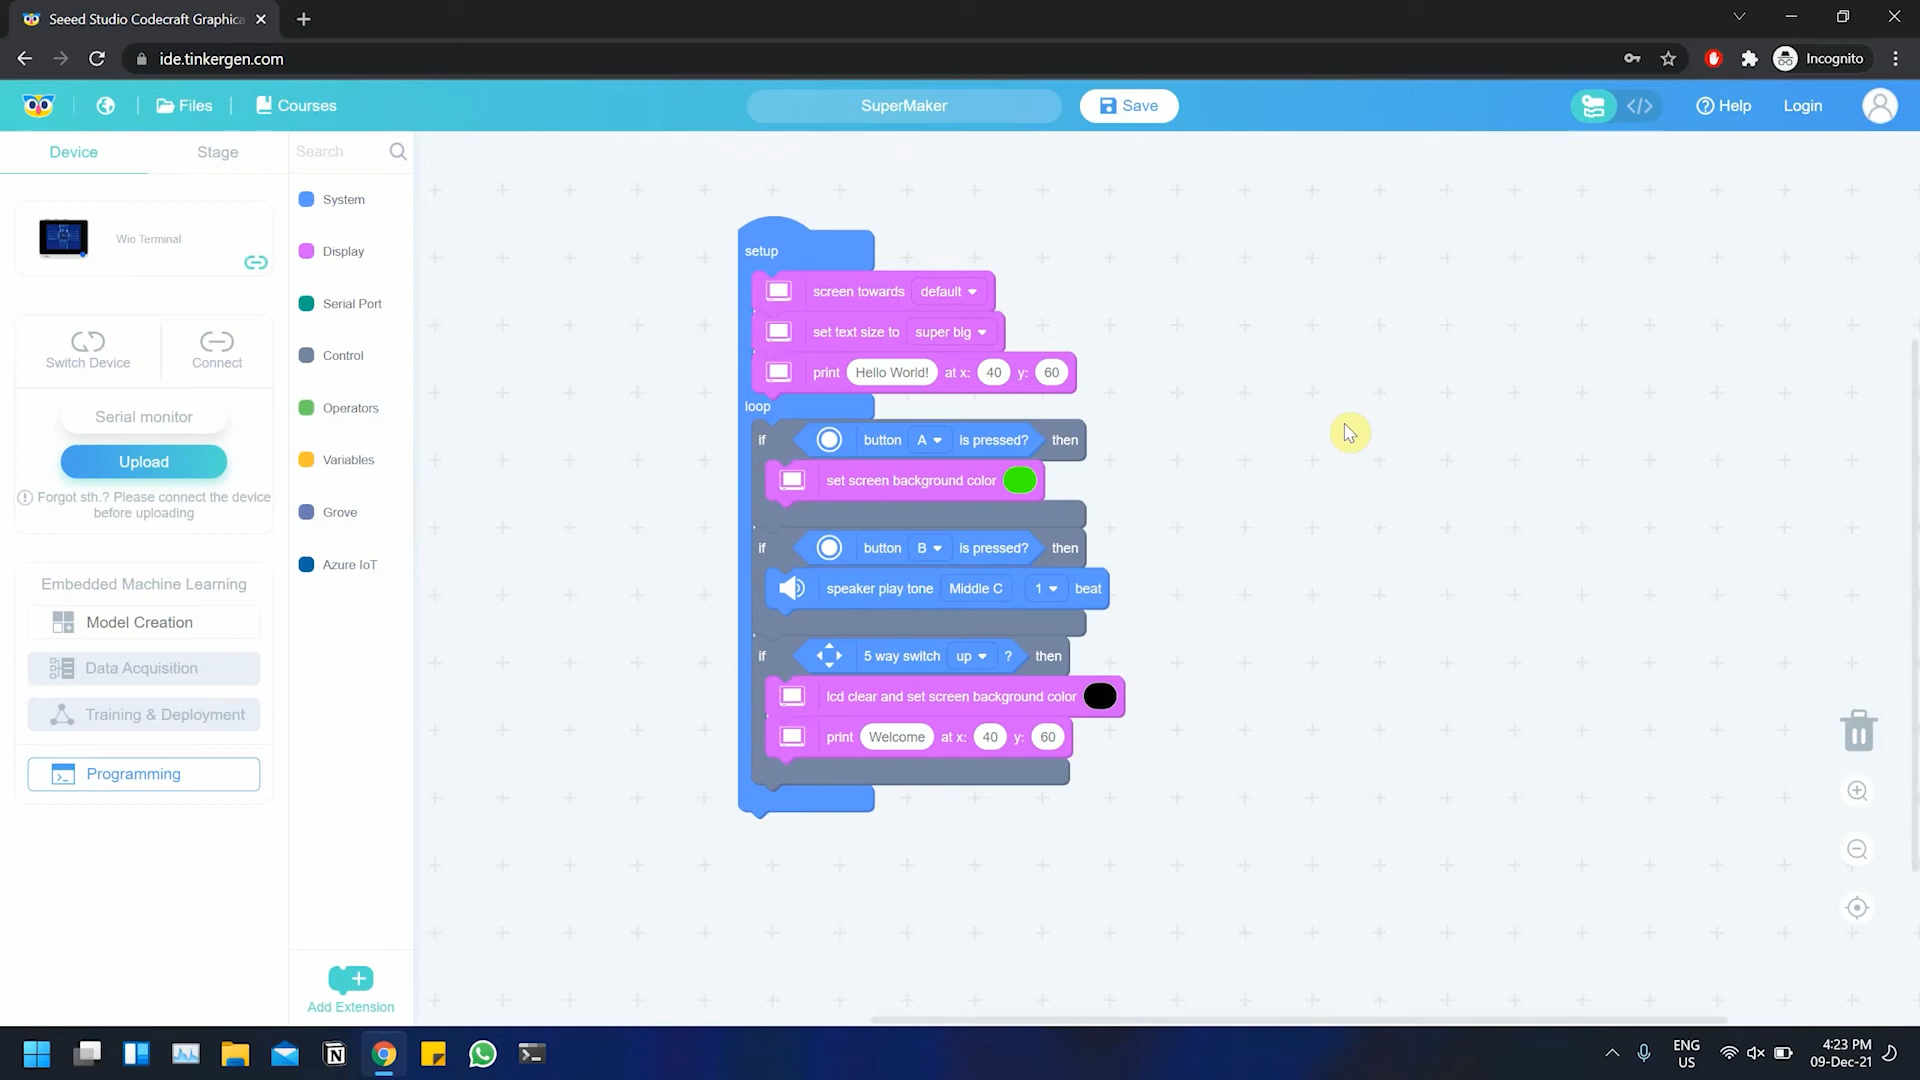 Seeed Studio Codecraft Graphica
ide.tinkergen.com
Incognito
Files
Courses
SuperMaker
Save
Help
Login
Device
Stage
Search
Wio Terminal
Switch Device
Connect
Serial monitor
Upload
Forgot sth.? Please connect the device
before uploading
Embedded Machine Learning
Model Creation
Data Acquisition
Training & Deployment
Programming
System
Display
Serial Port
Control
Operators
Variables
Grove
Azure IoT
Add Extension
setup
screen towards default
set text size to super big
print Hello World! at x: 40 y: 60
loop
if button A is pressed? then
set screen background color
if button B is pressed? then
speaker play tone Middle C 1 beat
if 5 way switch up ? then
lcd clear and set screen background color
print Welcome at x: 40 y: 60
ENG
US
4:23 PM
09-Dec-21